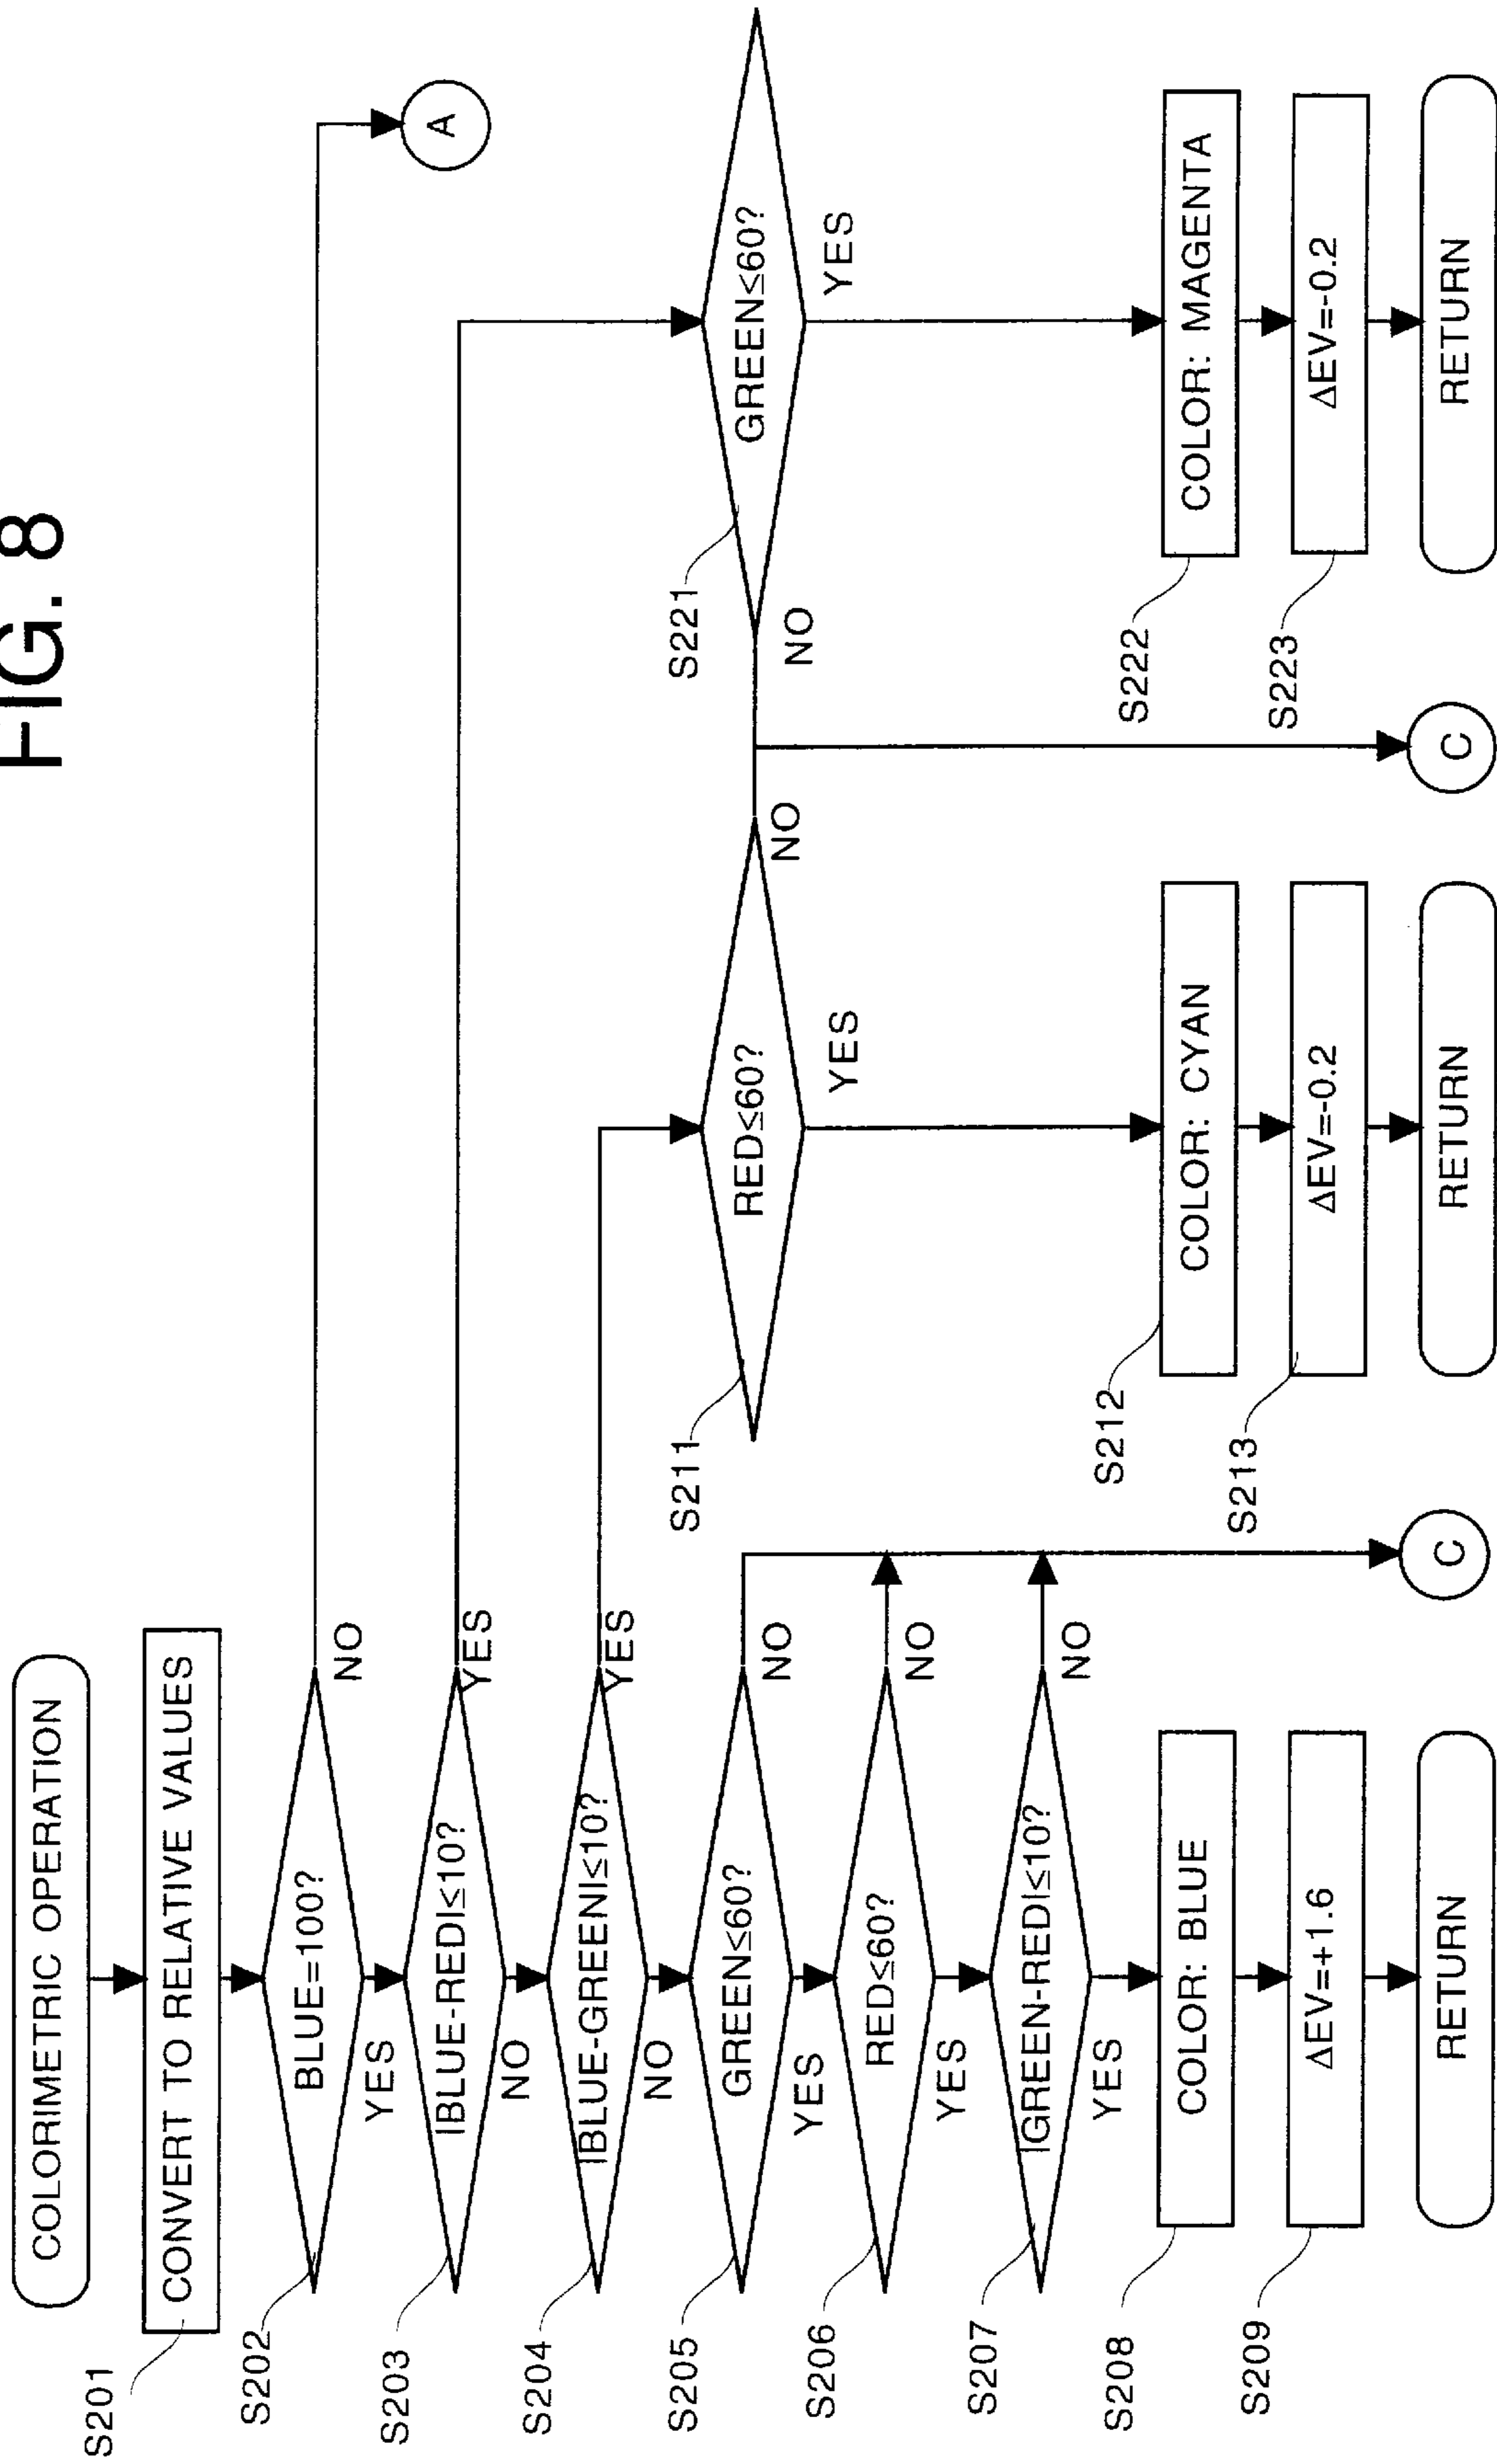 FIG. 8
COLORIMETRIC OPERATION
S201
CONVERT TO RELATIVE VALUES
S202
BLUE=100?
NO
A
YES
S203
|BLUE-RED|≤10?
YES
NO
S204
|BLUE-GREEN|≤10?
YES
NO
S205
GREEN≤60?
NO
YES
S206
RED≤60?
NO
YES
S207
|GREEN-RED|≤10?
NO
YES
S208
COLOR: BLUE
S209
ΔEV=+1.6
RETURN
C
S211
RED≤60?
NO
YES
S212
COLOR: CYAN
S213
ΔEV=-0.2
RETURN
C
S221
GREEN≤60?
NO
YES
S222
COLOR: MAGENTA
S223
ΔEV=-0.2
RETURN